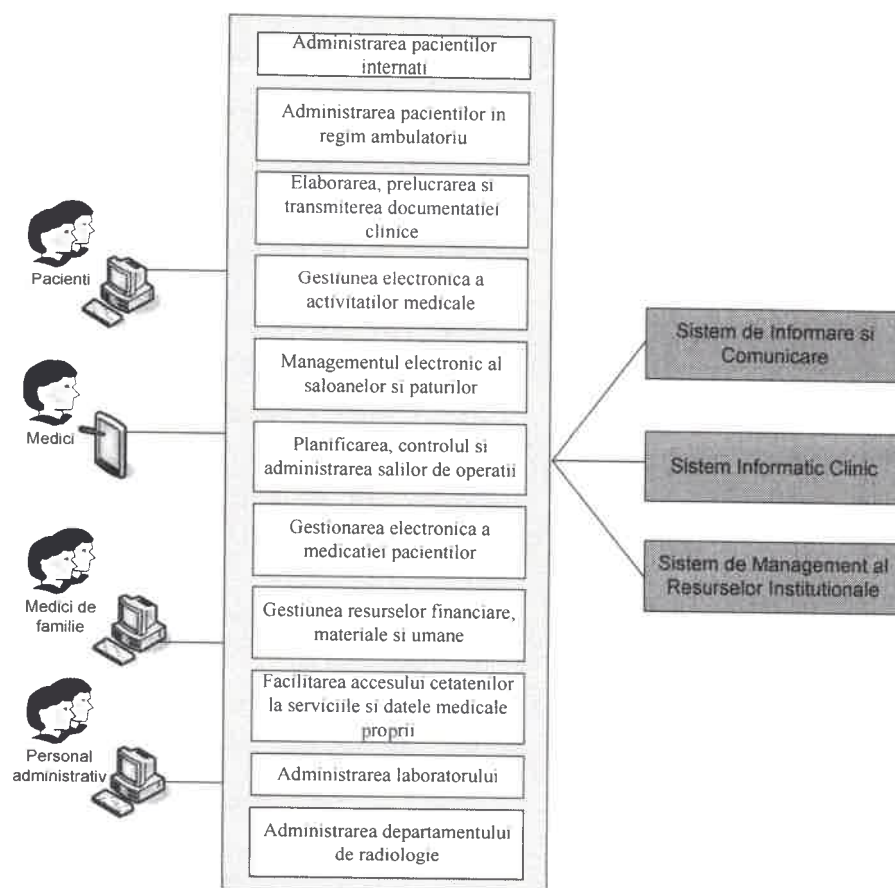 Administrarea pacientilor
internati
Administrarea pacientilor in
regim ambulatoriu
Elaborarea, prelucrarea si
transmiterea documentatiei
clinice
Gestiunea electronica a
activitatilor medicale
Managementul electronic al
saloanelor si paturilor
Planificarea, controlul si
administrarea salilor de operatii
Gestionarea electronica a
medicatiei pacientilor
Gestiunea resurselor financiare,
materiale si umane
Facilitarea accesului cetatenilor
la serviciile si datele medicale
proprii
Administrarea laboratorului
Administrarea departamentului
de radiologie
Pacienti
Medici
Medici de
familie
Personal
administrativ
Sistem de Informare si
Comunicare
Sistem Informatic Clinic
Sistem de Management al
Resurselor Institutionale